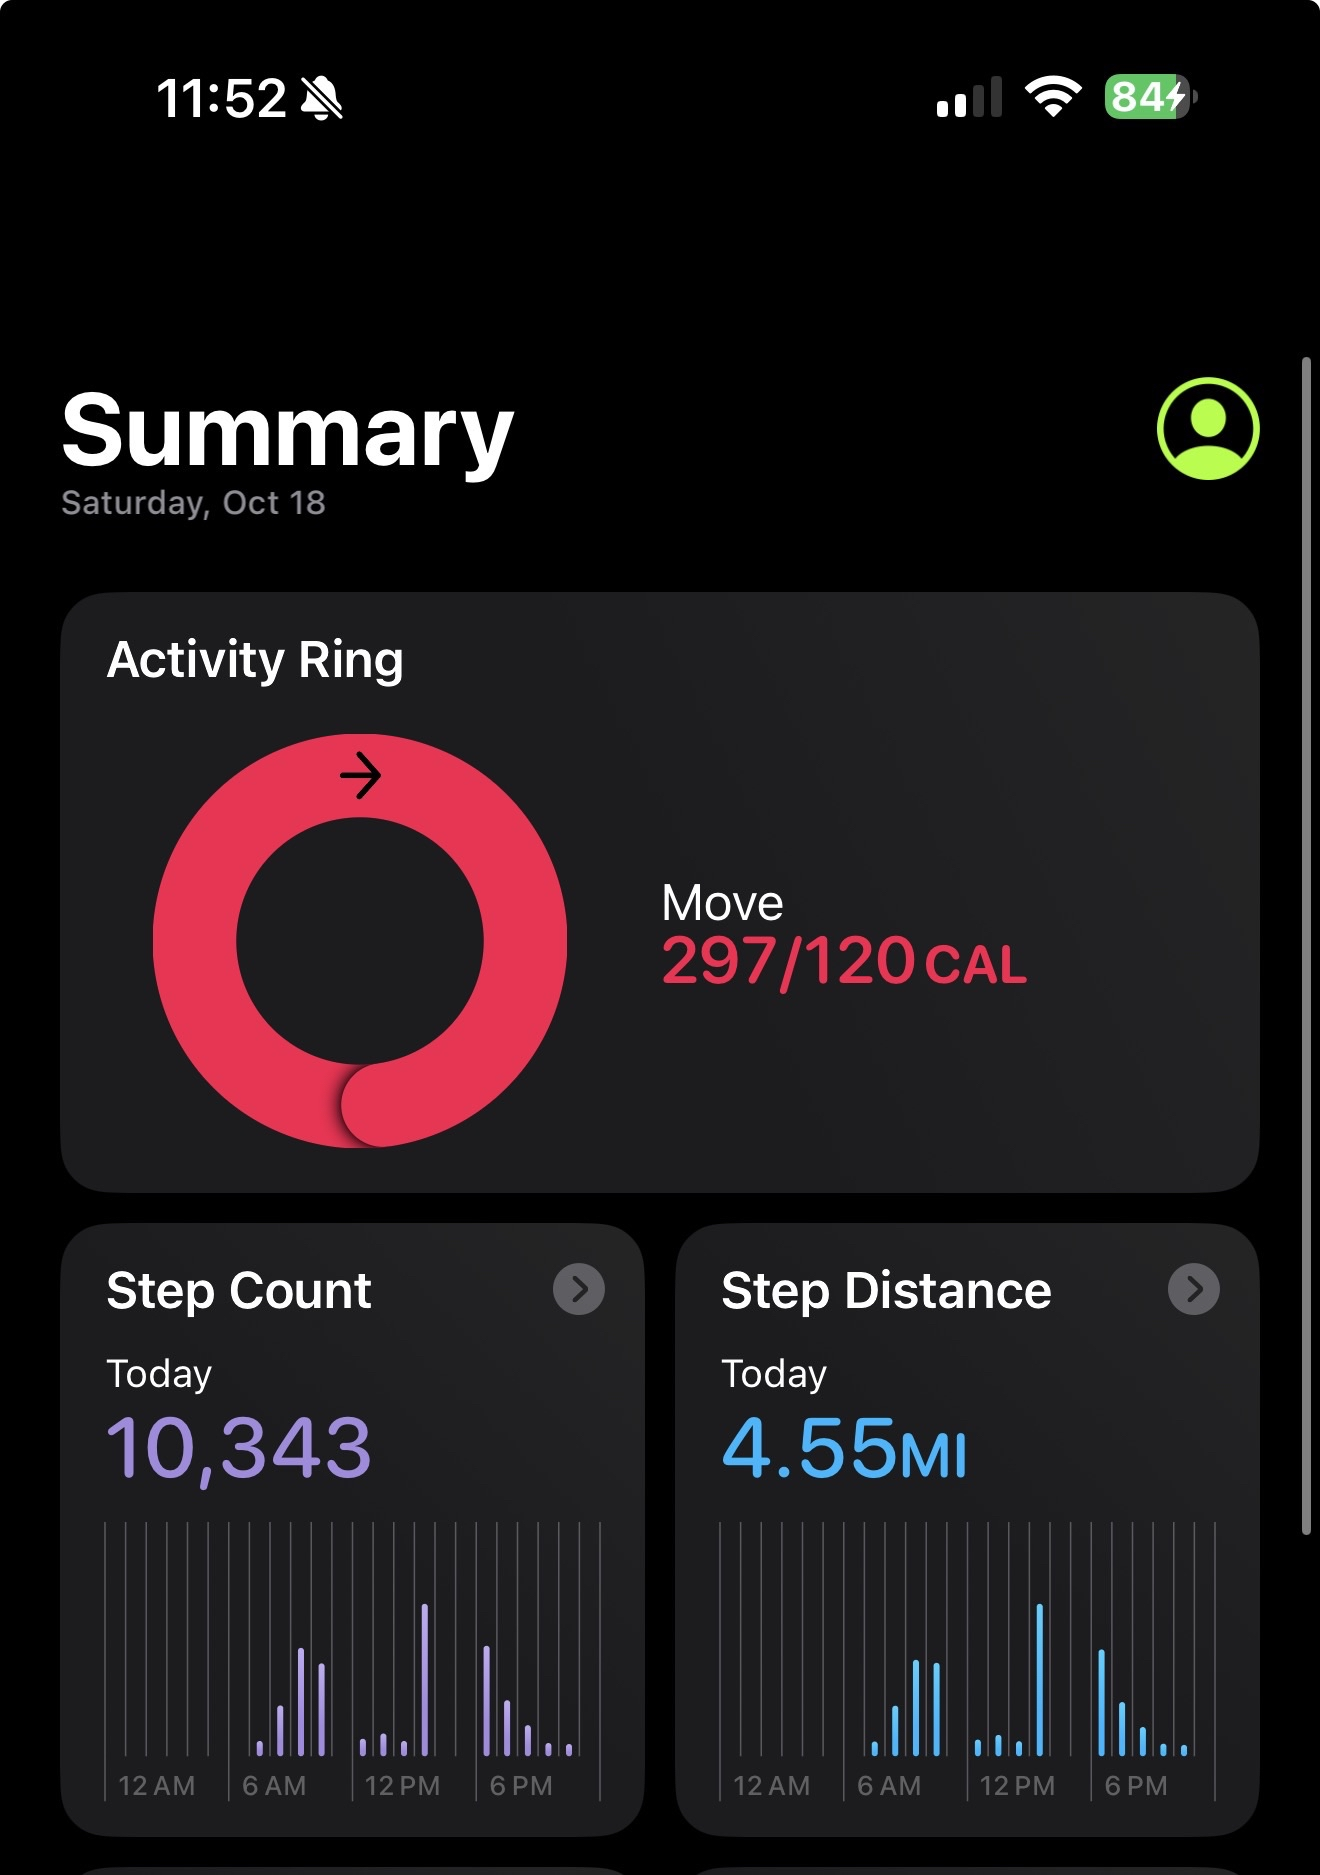 11:52
84
Summary
Saturday, Oct 18
Activity Ring
Move
297/120 CAL
Step Count
Today
10,343
12 AM 6 AM 12 PM 6 PM
Step Distance
Today
4.55MI
12 AM 6 AM 12 PM 6 PM